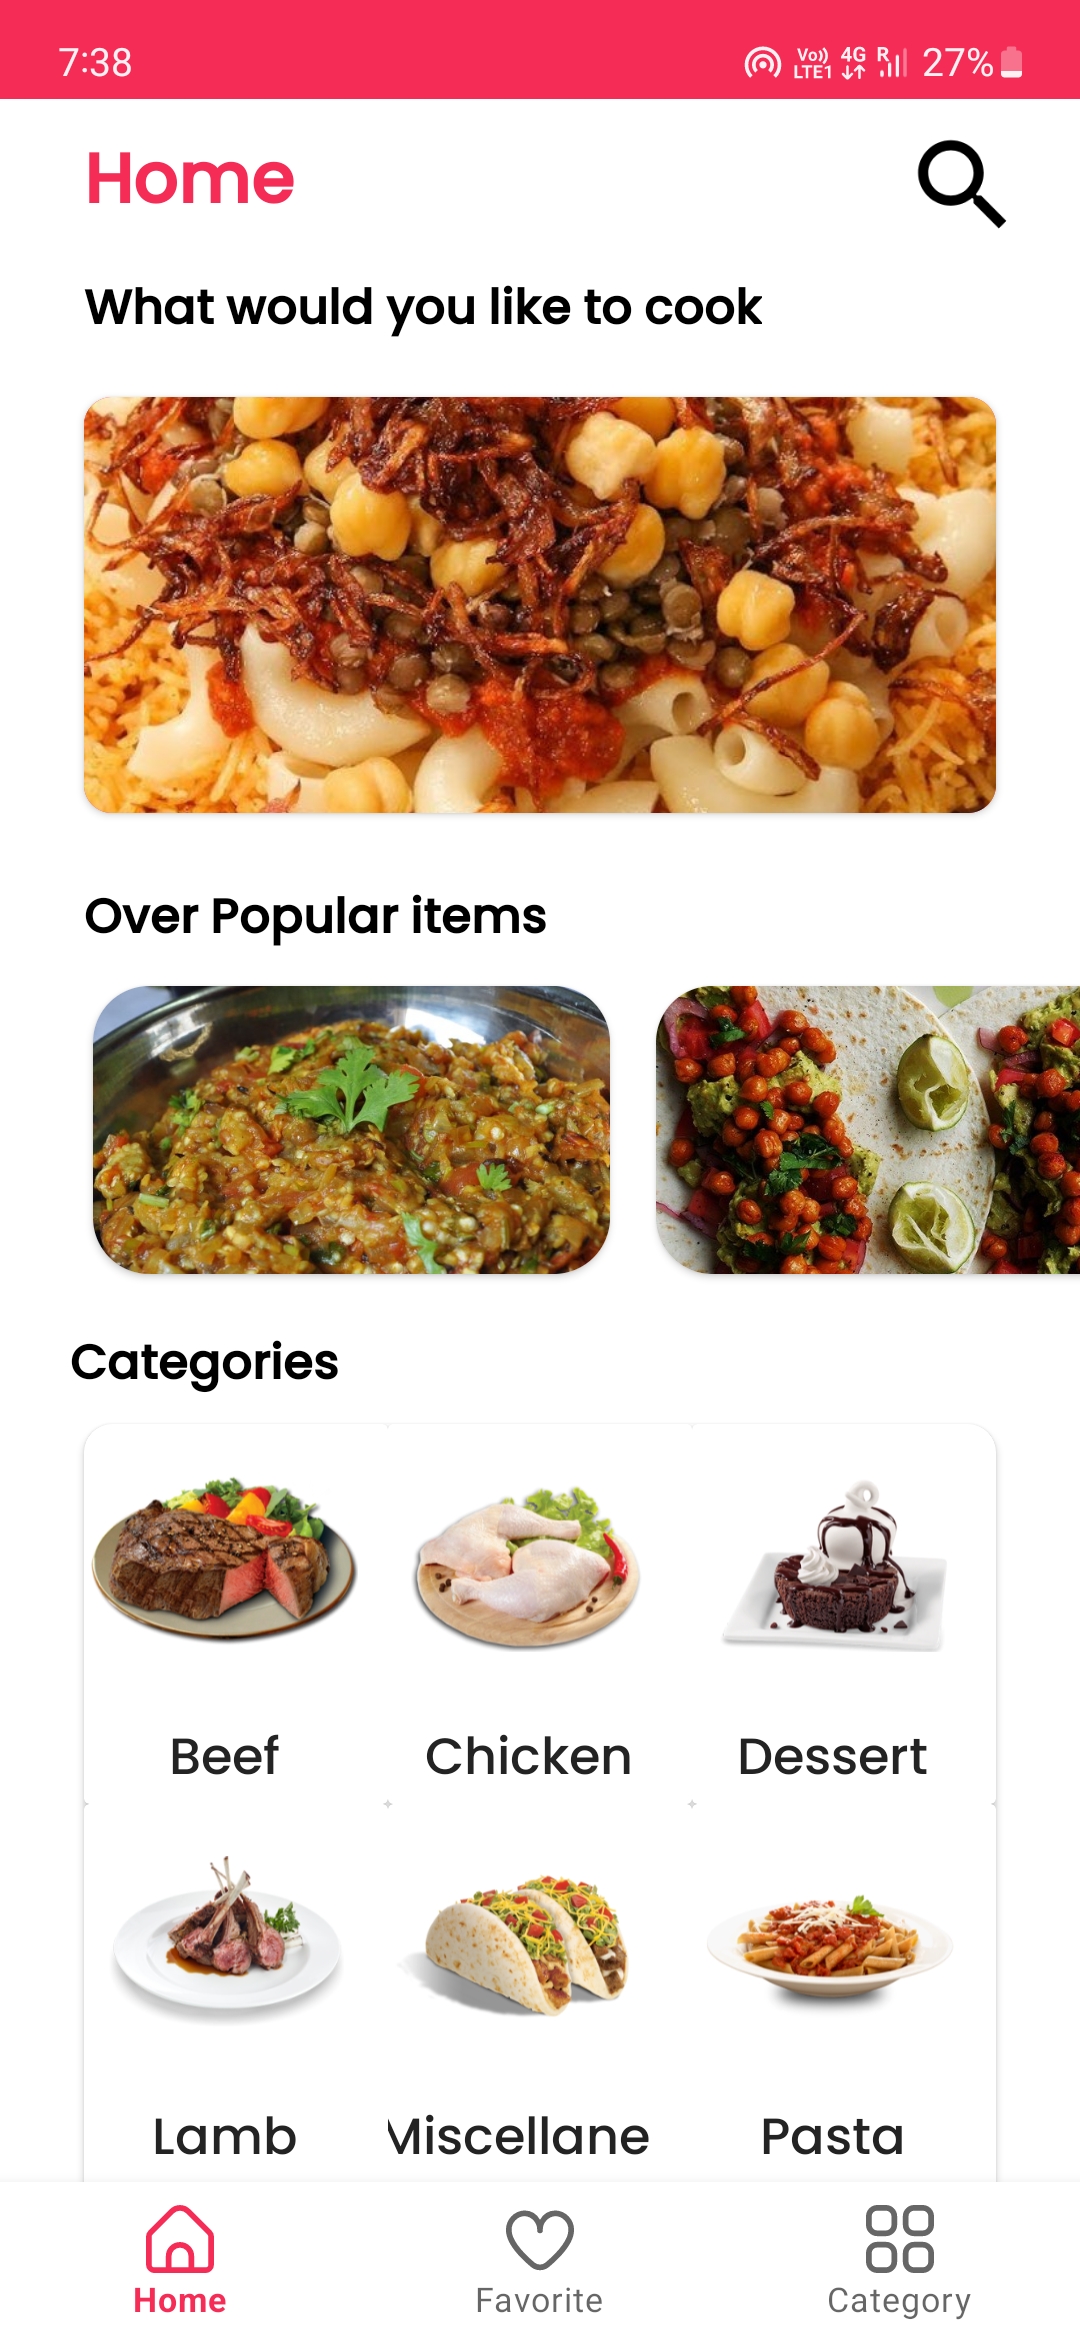 7:38
Vo)) LTE1 4G R 27%
Home
What would you like to cook
Over Popular items
Categories
Beef Chicken Dessert
Lamb Miscellane Pasta
Home Favorite Category